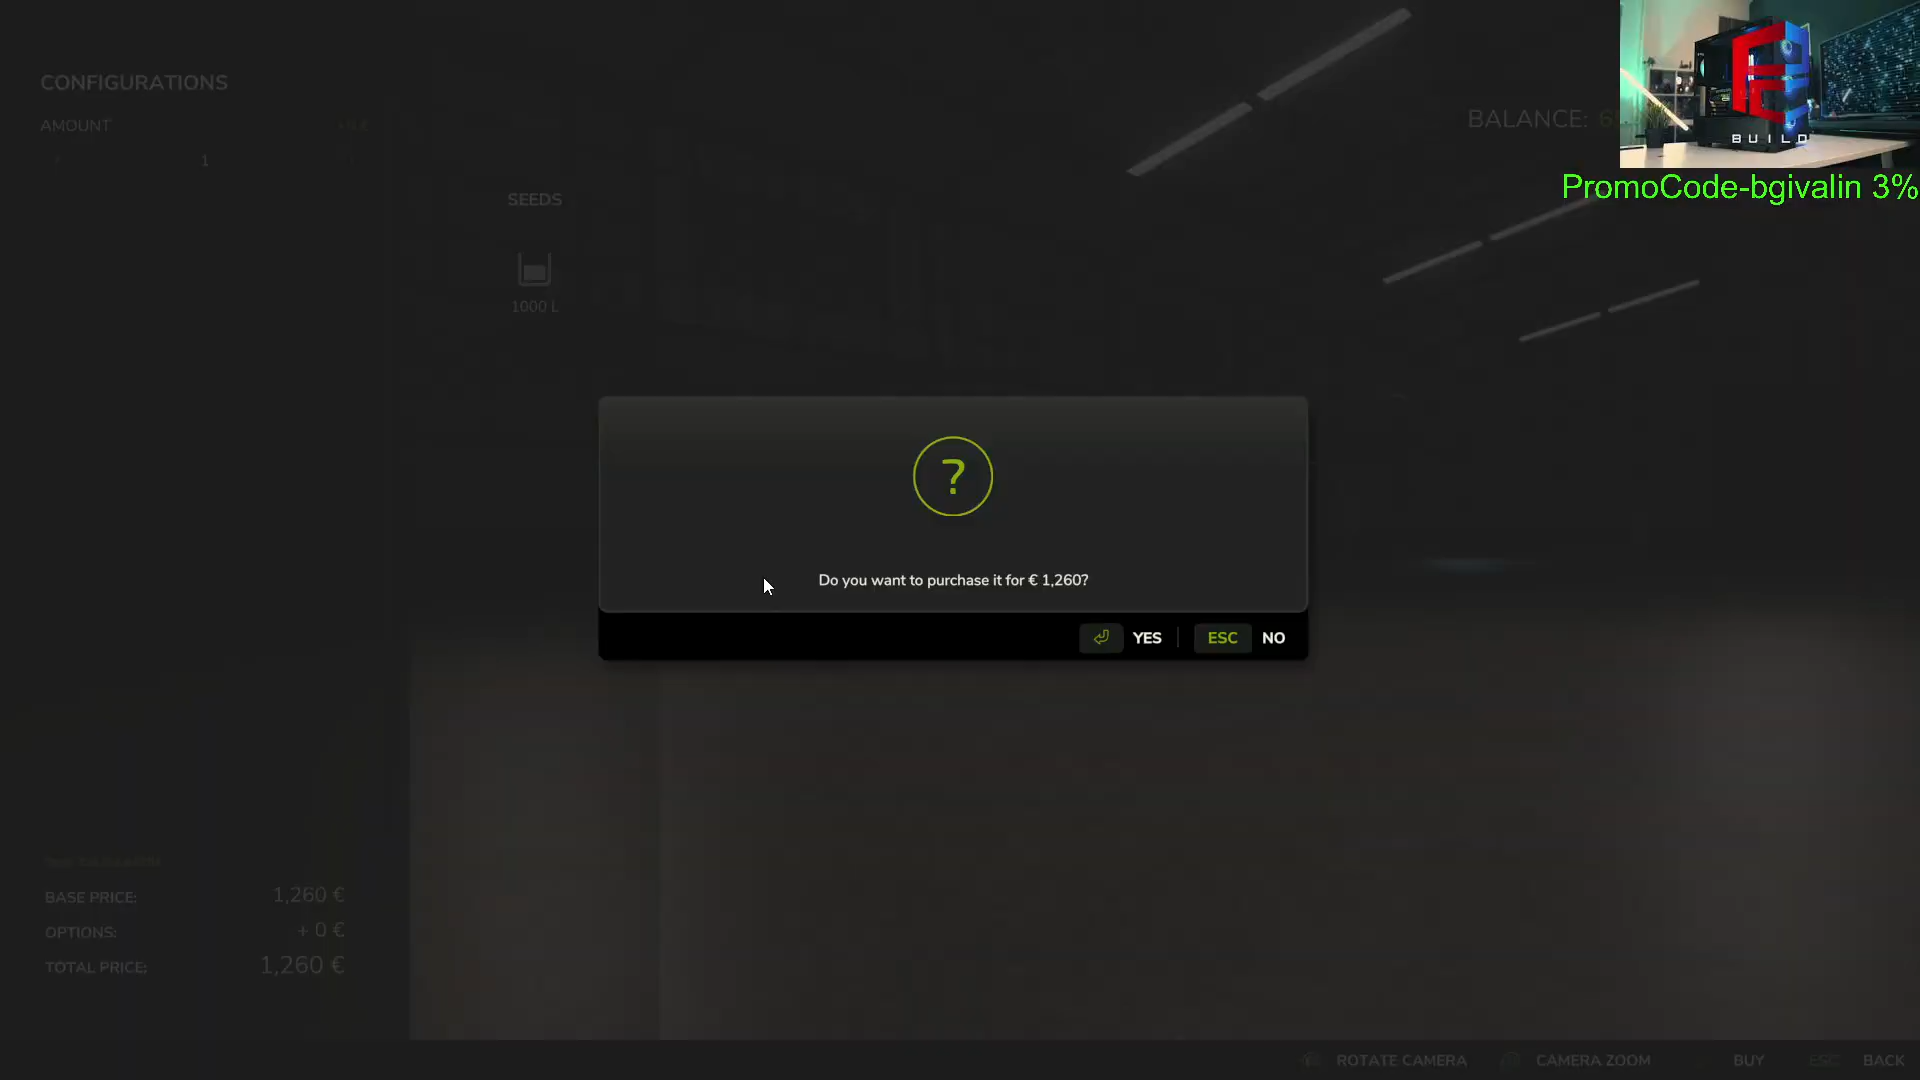 CONFIGURATIONS
AMOUNT
1
SEEDS
1000 L
BALANCE:
BUILD
PromoCode-bgivalin 3%
?
Do you want to purchase it for € 1,260?
YES
ESC NO
BASE PRICE: 1,260 €
OPTIONS: + 0 €
TOTAL PRICE: 1,260 €
ROTATE CAMERA
CAMERA ZOOM
BUY
ESC BACK